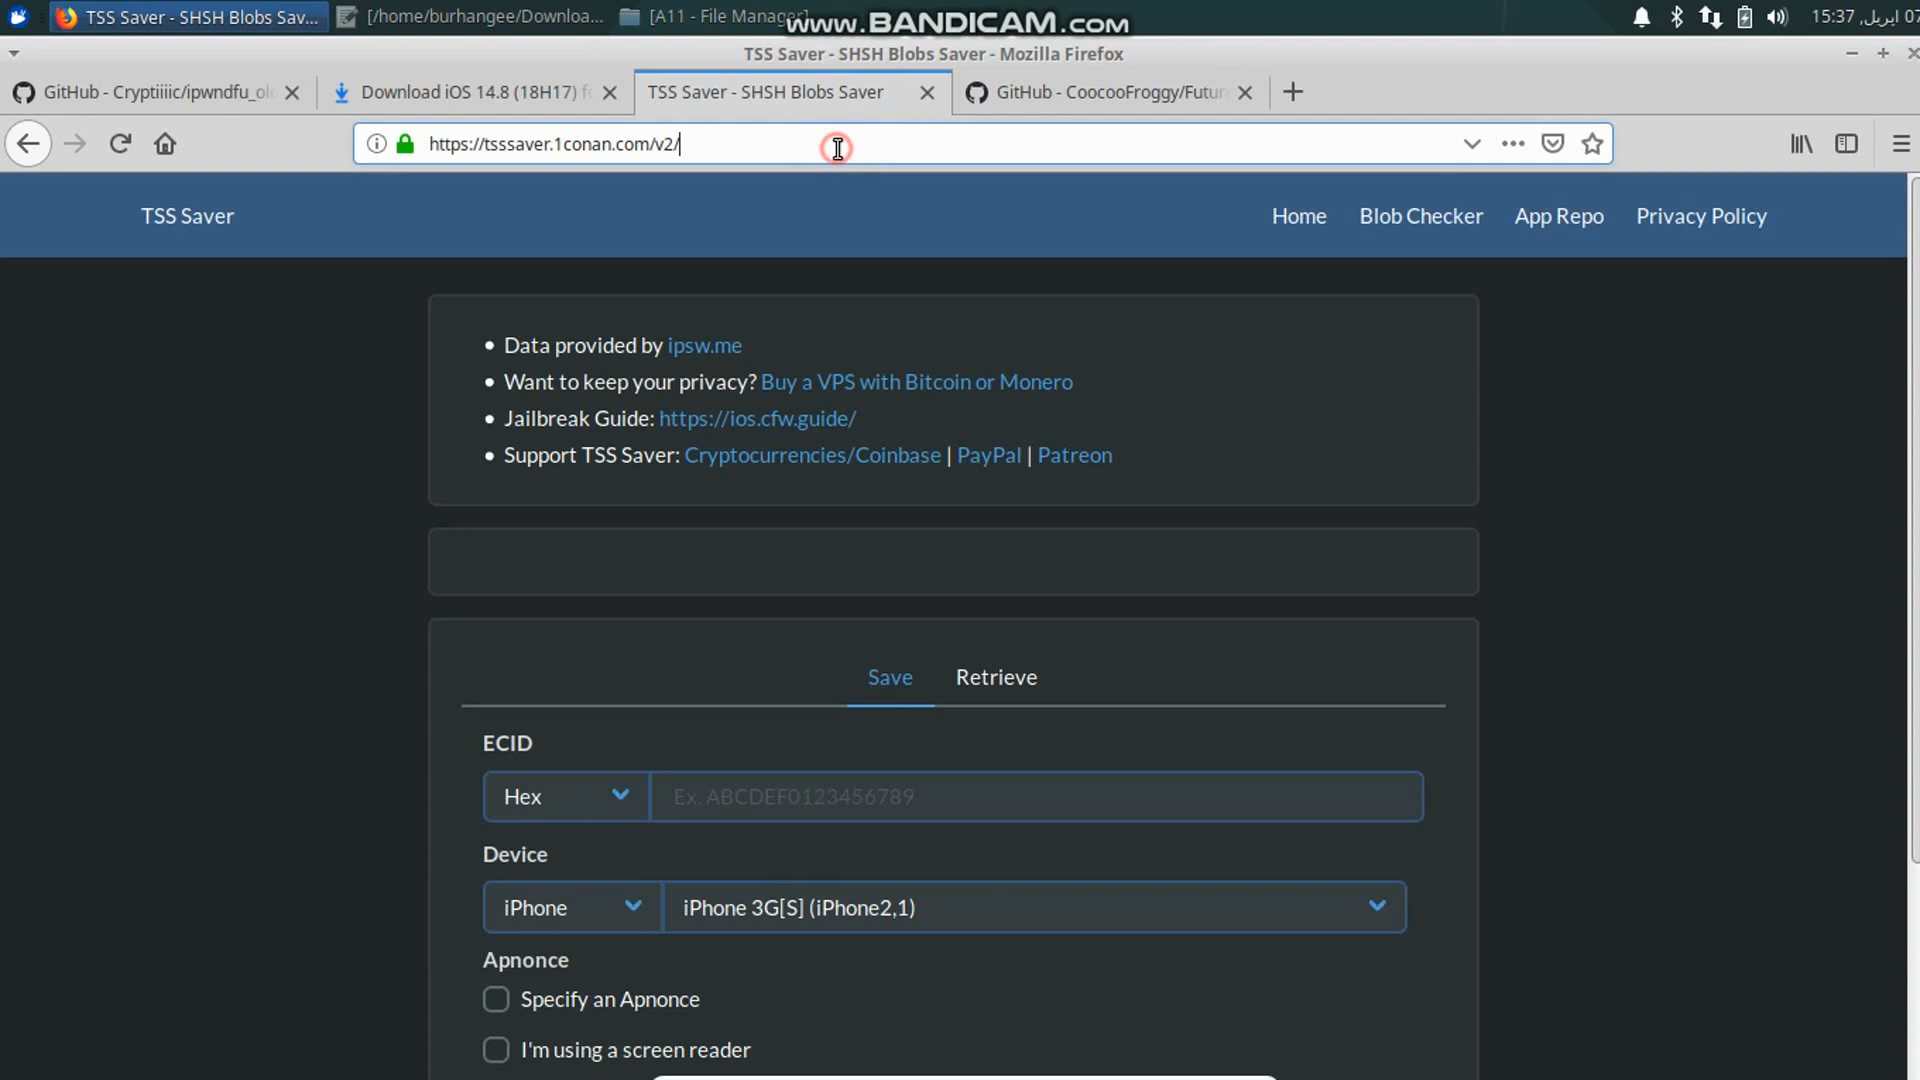 TSS Saver - SHSH Blobs Sav...
[/home/burhangee/Downloa...
[A11 - File Manager]
www.BANDICAM.com
15:37 ,07 اپریل
TSS Saver - SHSH Blobs Saver - Mozilla Firefox
GitHub - Cryptiiiic/ipwndfu_old
Download iOS 14.8 (18H17) fo
TSS Saver - SHSH Blobs Saver
GitHub - CoocooFroggy/Futur
https://tsssaver.1conan.com/v2/
TSS Saver
Home
Blob Checker
App Repo
Privacy Policy
Data provided by ipsw.me
Want to keep your privacy? Buy a VPS with Bitcoin or Monero
Jailbreak Guide: https://ios.cfw.guide/
Support TSS Saver: Cryptocurrencies/Coinbase | PayPal | Patreon
Save
Retrieve
ECID
Hex
Ex. ABCDEF0123456789
Device
iPhone
iPhone 3G[S] (iPhone2,1)
Apnonce
Specify an Apnonce
I'm using a screen reader